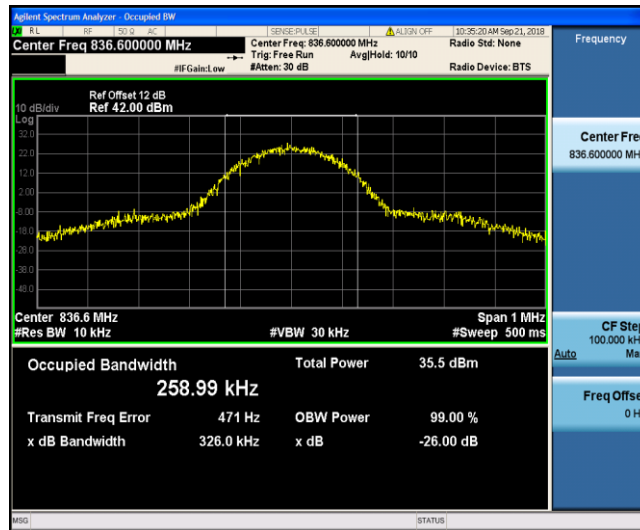 Agilent Spectrum Analyzer - Occupied BW
RL RF 50 Ω AC SENSE:PULSE ALIGN OFF 10:35:20 AM Sep 21, 2018
Center Freq 836.600000 MHz
Center Freq: 836.600000 MHz
Radio Std: None
Trig: Free Run Avg|Hold: 10/10
#IFGain:Low #Atten: 30 dB Radio Device: BTS
Frequency
Ref Offset 12 dB
10 dB/div Ref 42.00 dBm
Log
32.0
22.0
12.0
2.00
-8.00
-18.0
-28.0
-38.0
-48.0
Center 836.6 MHz Span 1 MHz
#Res BW 10 kHz #VBW 30 kHz #Sweep 500 ms
Center Fre
836.600000 MH
CF Step
100.000 kH
Auto Ma
Freq Offse
0 H
Occupied Bandwidth Total Power 35.5 dBm
258.99 kHz
Transmit Freq Error 471 Hz OBW Power 99.00 %
x dB Bandwidth 326.0 kHz x dB -26.00 dB
MSG STATUS